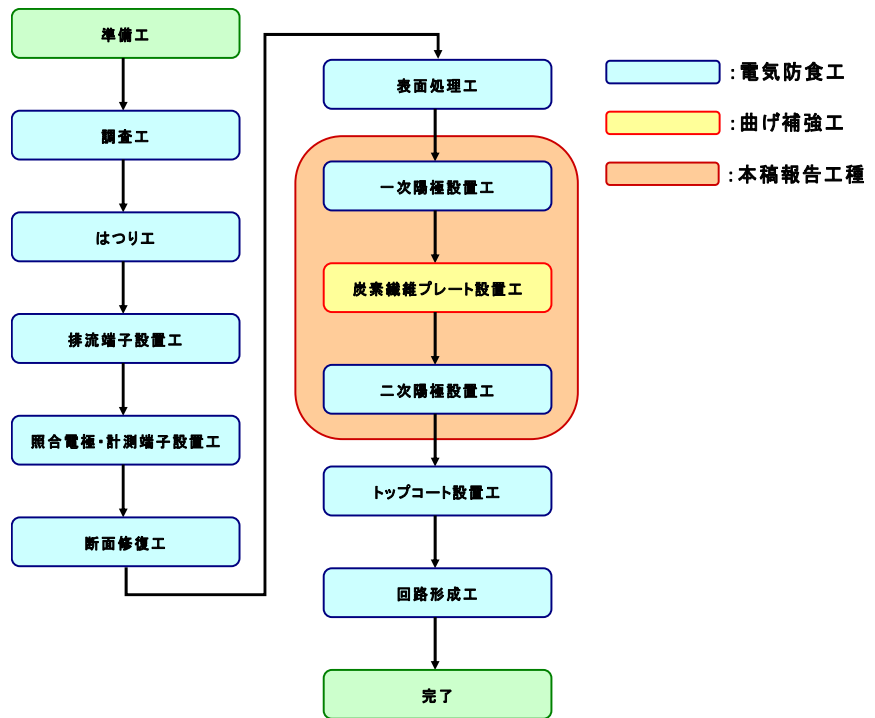 準備工
調査工
はつり工
排流端子設置工
照合電極・計測端子設置工
断面修復工
表面処理工
一次陽極設置工
炭素繊維プレート設置工
二次陽極設置工
トップコート設置工
回路形成工
完了
：電気防食工
：曲げ補強工
：本稿報告工種